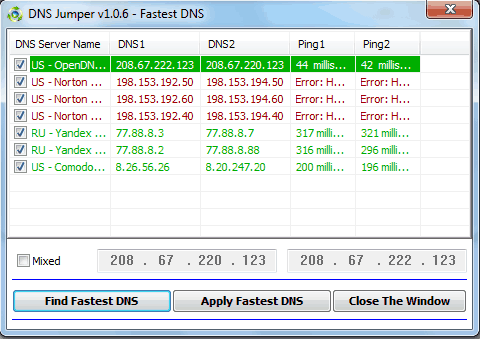 DNS Jumper v1.0.6 - Fastest DNS
DNS Server Name DNS1 DNS2 Ping1 Ping2
US - OpenDN... 208.67.222.123 208.67.220.123 44 millis... 42 millis...
US - Norton ... 198.153.192.50 198.153.194.50 Error: H... Error: H...
US - Norton ... 198.153.192.60 198.153.194.60 Error: H... Error: H...
US - Norton ... 198.153.192.40 198.153.194.40 Error: H... Error: H...
RU - Yandex ... 77.88.8.3 77.88.8.7 317 milli... 321 milli...
RU - Yandex ... 77.88.8.2 77.88.8.88 316 milli... 296 milli...
US - Comodo... 8.26.56.26 8.20.247.20 200 milli... 196 milli...
Mixed 208 . 67 . 220 . 123 208 . 67 . 222 . 123
Find Fastest DNS Apply Fastest DNS Close The Window